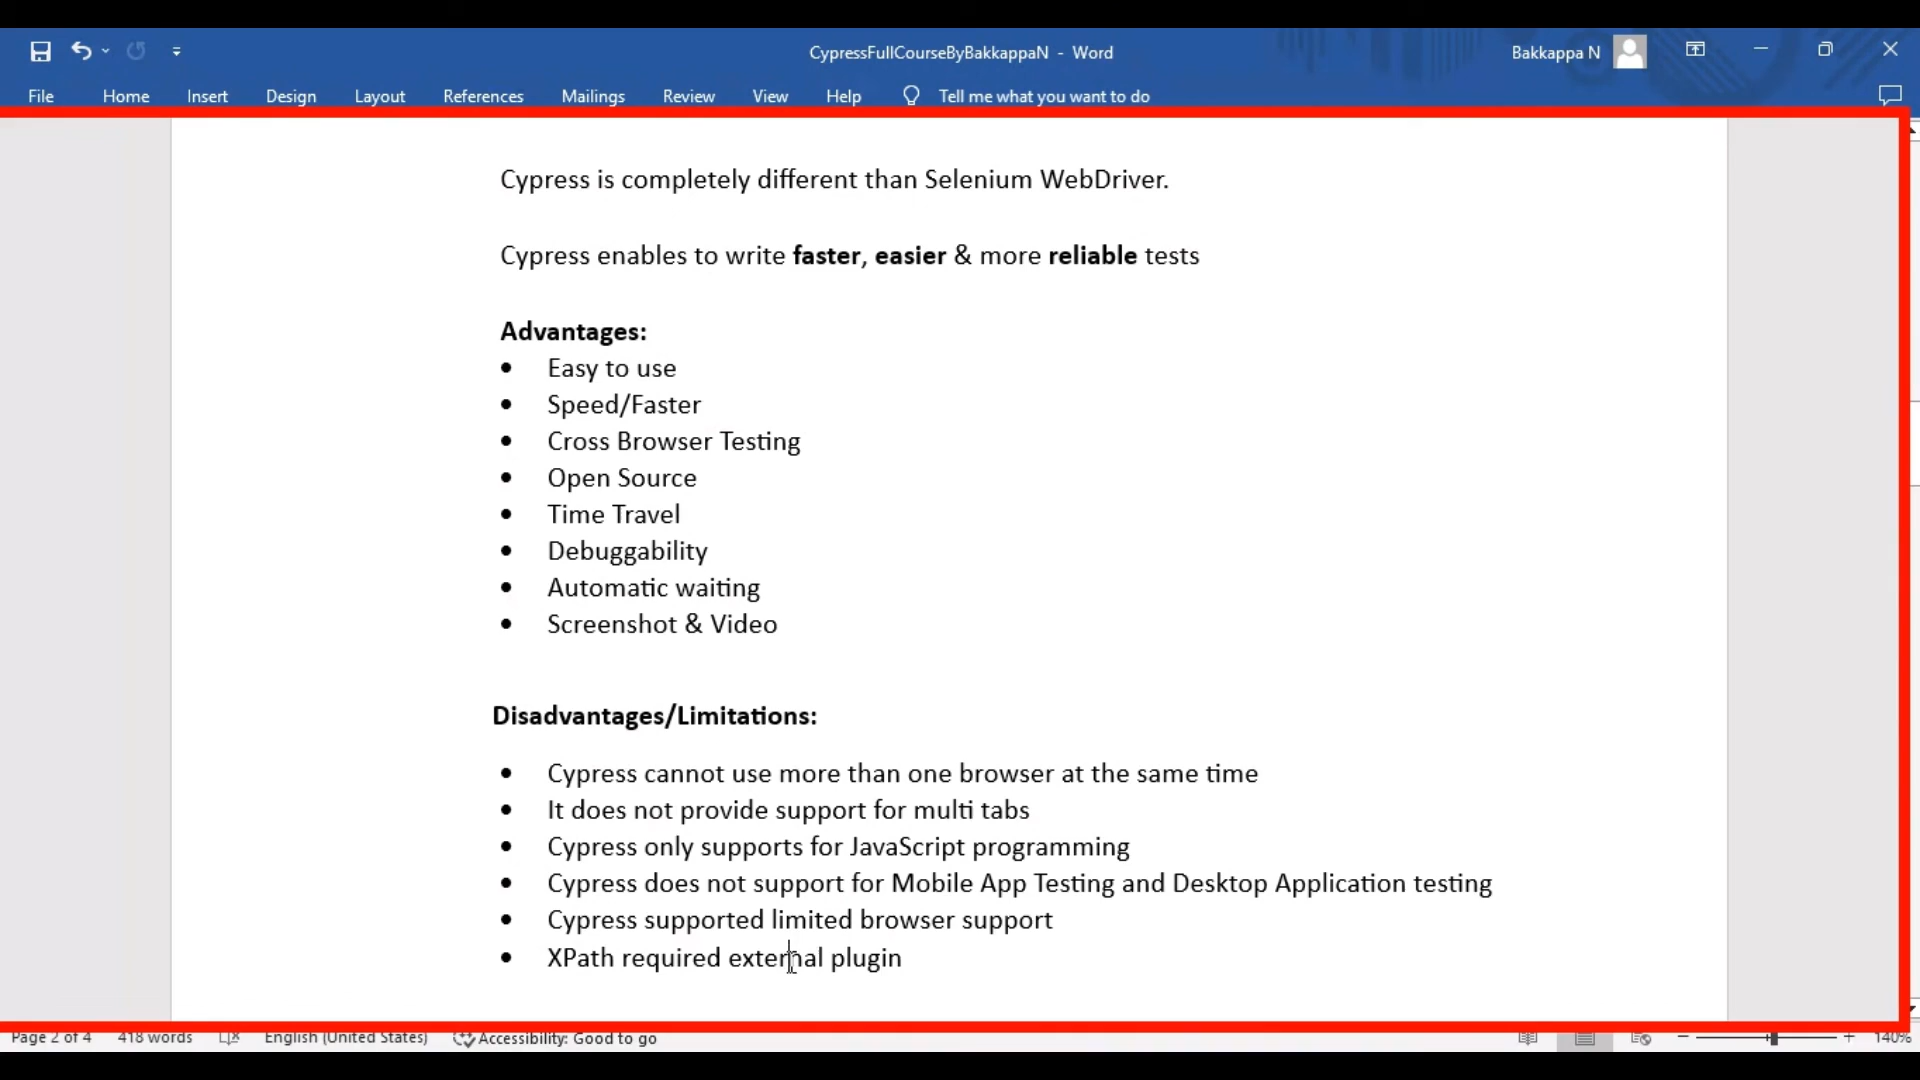 CypressFullCourseByBakkappaN - Word
Bakkappa N
File Home Insert Design Layout References Mailings Review View Help Tell me what you want to do
Cypress is completely different than Selenium WebDriver.
Cypress enables to write faster, easier & more reliable tests
Advantages:
• Easy to use
• Speed/Faster
• Cross Browser Testing
• Open Source
• Time Travel
• Debuggability
• Automatic waiting
• Screenshot & Video
Disadvantages/Limitations:
• Cypress cannot use more than one browser at the same time
• It does not provide support for multi tabs
• Cypress only supports for JavaScript programming
• Cypress does not support for Mobile App Testing and Desktop Application testing
• Cypress supported limited browser support
• XPath required external plugin
Page 2 of 4 418 words English (United States) Accessibility: Good to go 140%